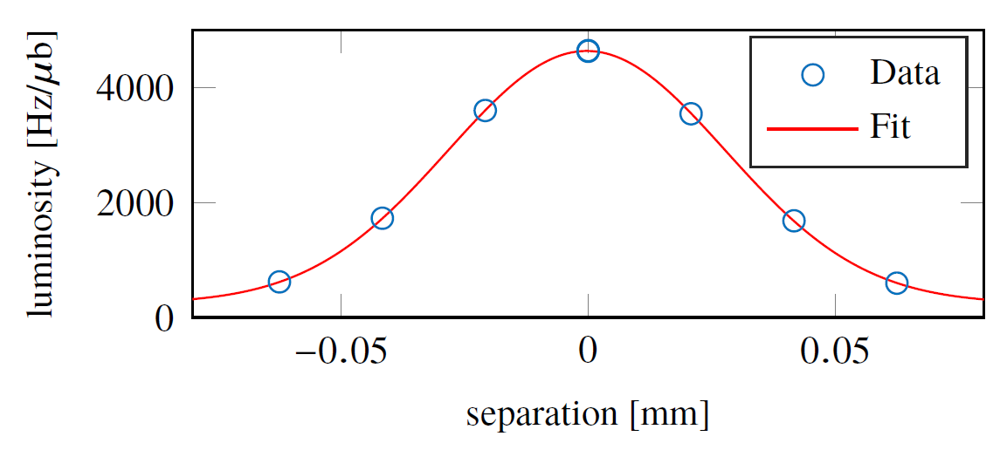 luminosity [Hz/μb]
4000
2000
0
−0.05
0
0.05
separation [mm]
Data
Fit